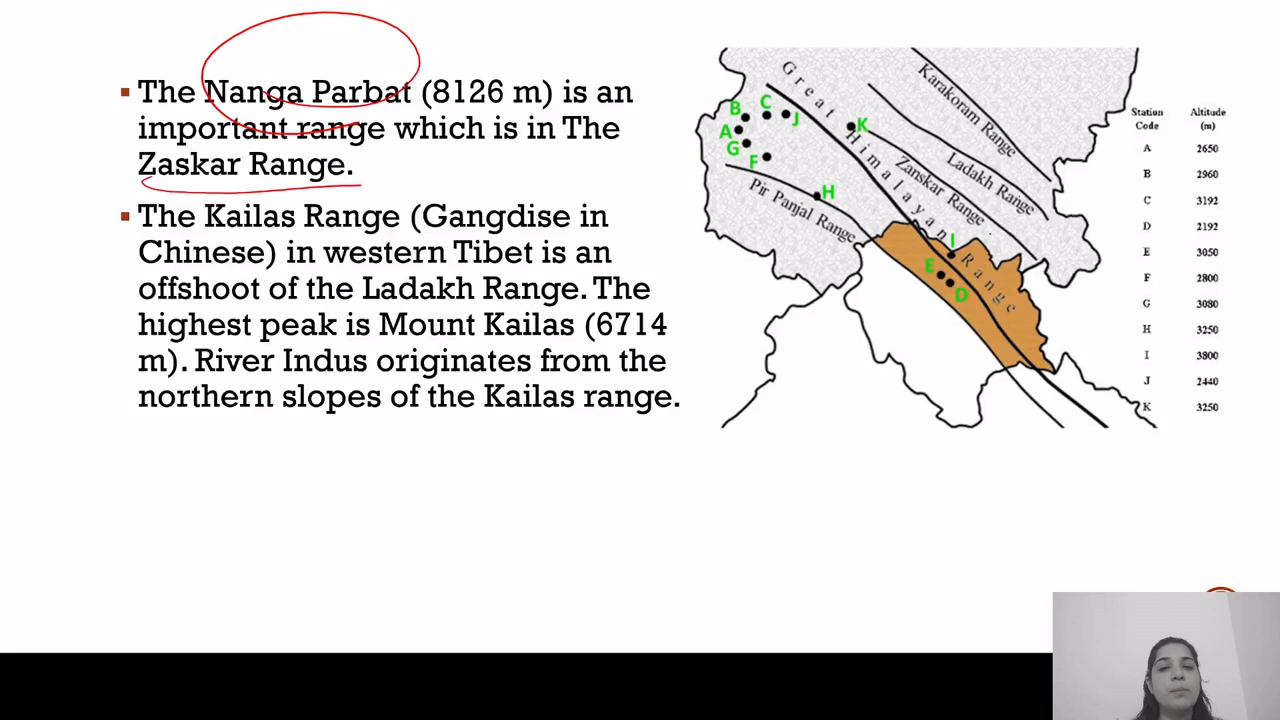 ▪ The Nanga Parbat (8126 m) is an
important range which is in The
Zaskar Range.
▪ The Kailas Range (Gangdise in
Chinese) in western Tibet is an
offshoot of the Ladakh Range. The
highest peak is Mount Kailas (6714
m). River Indus originates from the
northern slopes of the Kailas range.
Great Himalayan Range
Karakoram Range
Ladakh Range
Zanskar Range
Pir Panjal Range
B
C
J
A
G
F
K
H
I
E
D
Station Altitude
Code (m)
A 2650
B 2960
C 3192
D 2192
E 3050
F 2800
G 3080
H 3250
I 3800
J 2440
K 3250